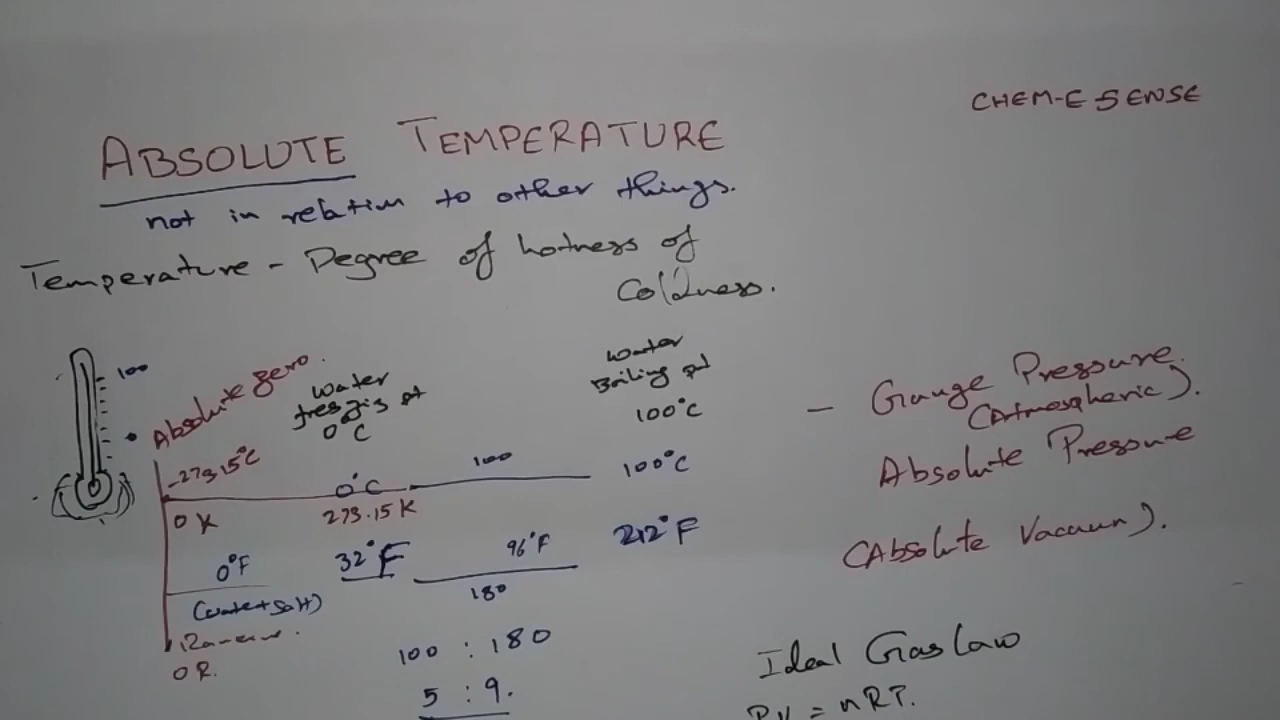 CHEM-E SENSE
ABSOLUTE TEMPERATURE
not in relation to other things.
Temperature - Degree of hotness of
Coldness.
100
Absolute zero.
Water
freezig pt
0°C
Water
Boiling pt
100°C
-273.15°C
0°C
100
100°C
0 K
273.15 K
0°F
32°F
96°F
212°F
(water+salt)
180
0 R.
100 : 180
5 : 9.
- Gauge Pressure.
(Atmospheric).
Absolute Pressure
(Absolute Vacuum).
Ideal Gas Law
PV = nRT.